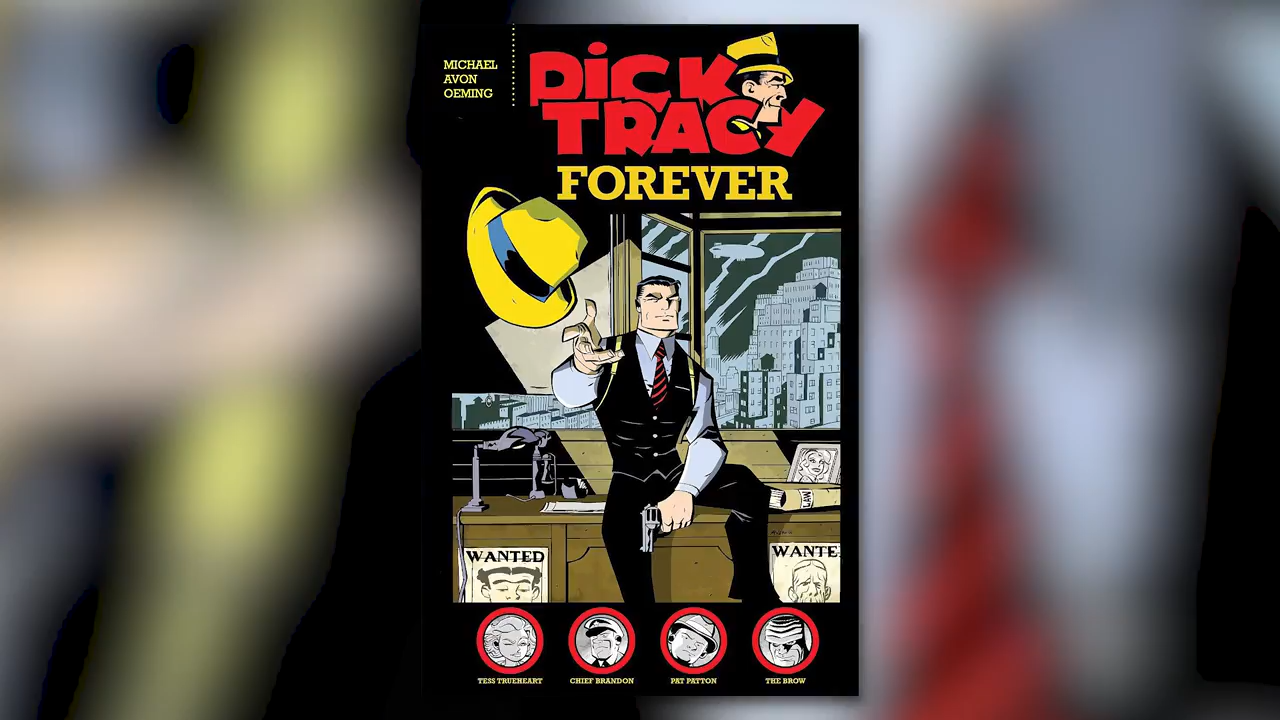 MICHAEL
AVON
OEMING
DICK
TRACY
FOREVER
LAW
WANTED
WANTE
TESS TRUEHEART
CHIEF BRANDON
PAT PATTON
THE BROW